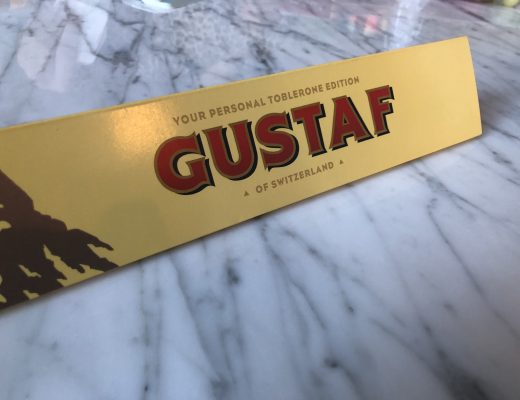 YOUR PERSONAL TOBLERONE EDITION
GUSTAF
OF SWITZERLAND